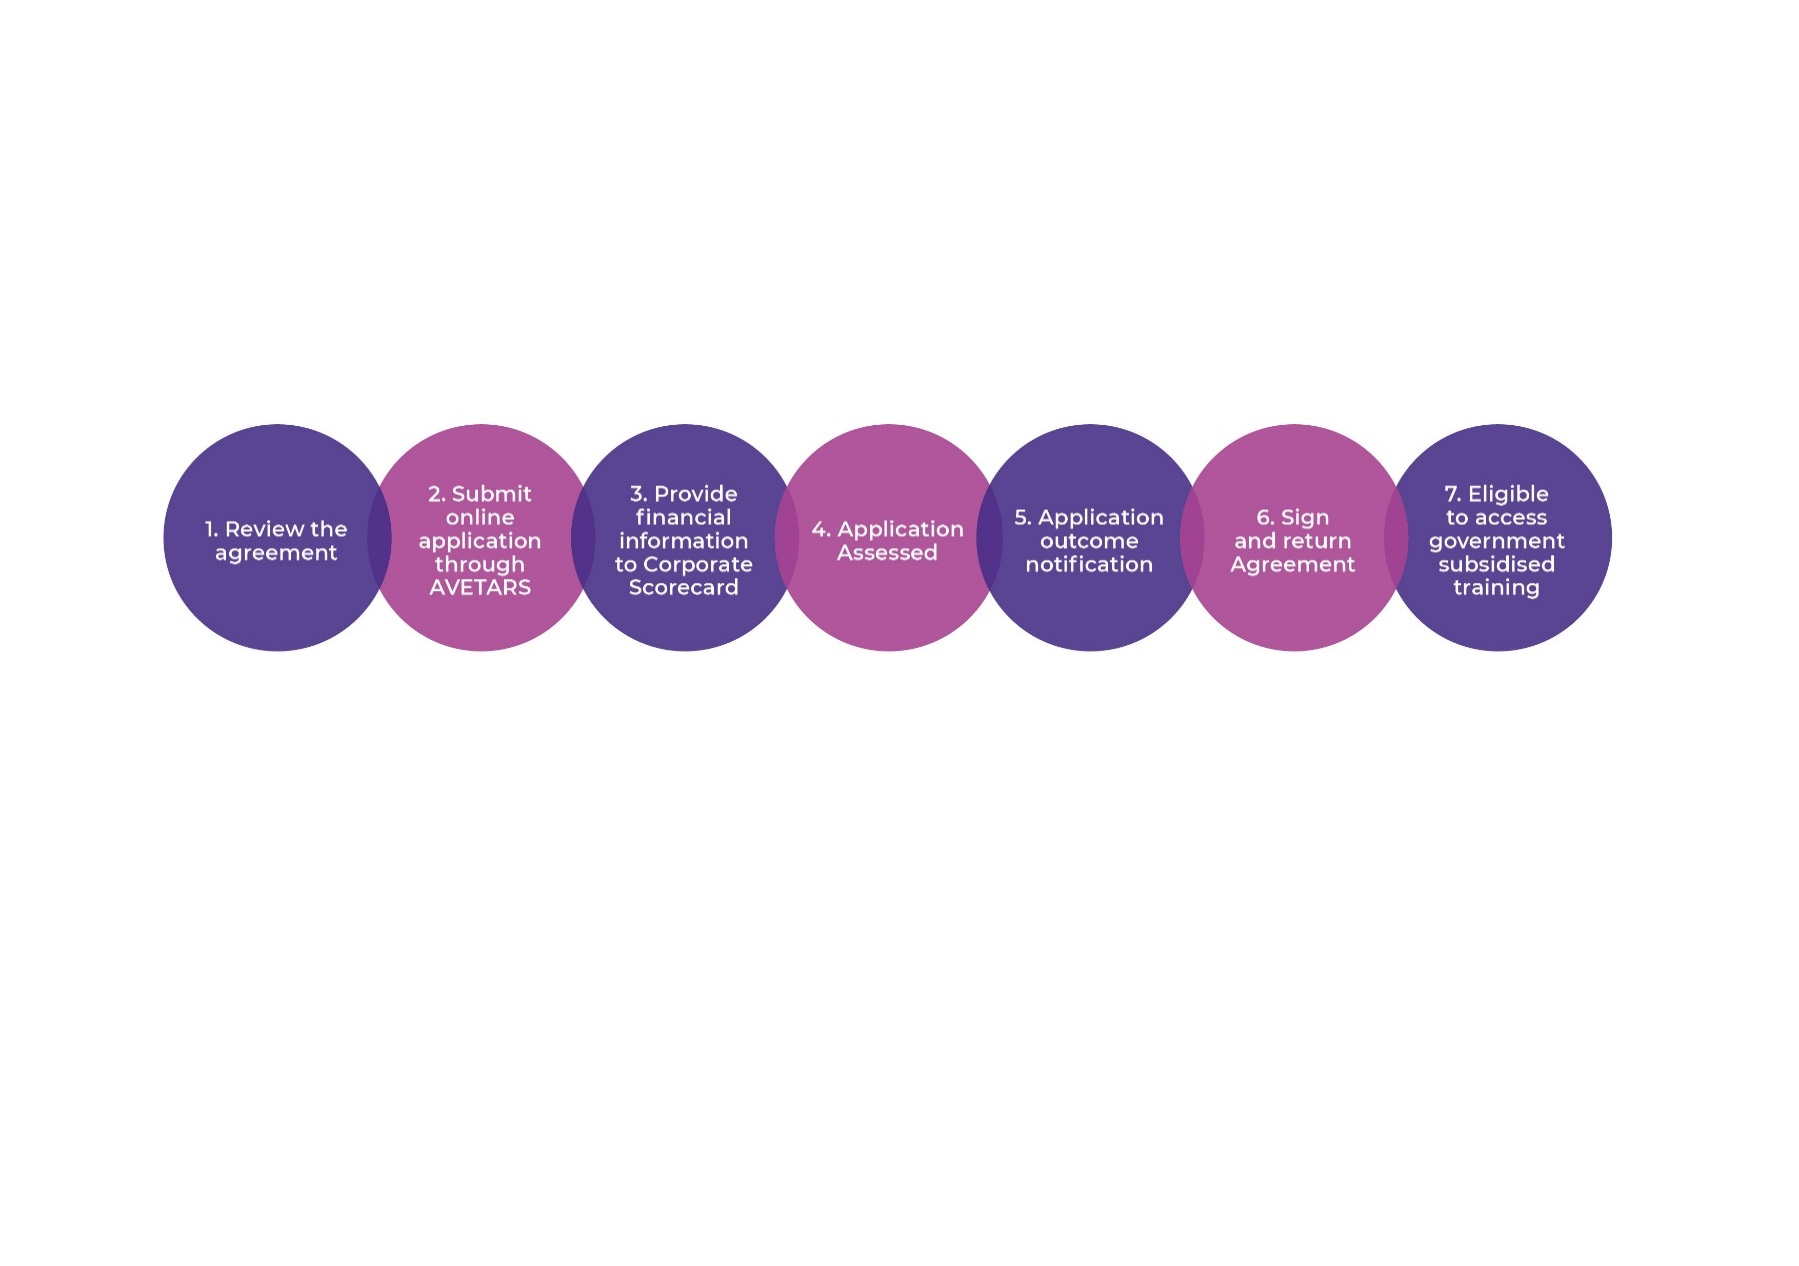 1. Review the
agreement
2. Submit
online
application
through
AVETARS
3. Provide
financial
information
to Corporate
Scorecard
4. Application
Assessed
5. Application
outcome
notification
6. Sign
and return
Agreement
7. Eligible
to access
government
subsidised
training